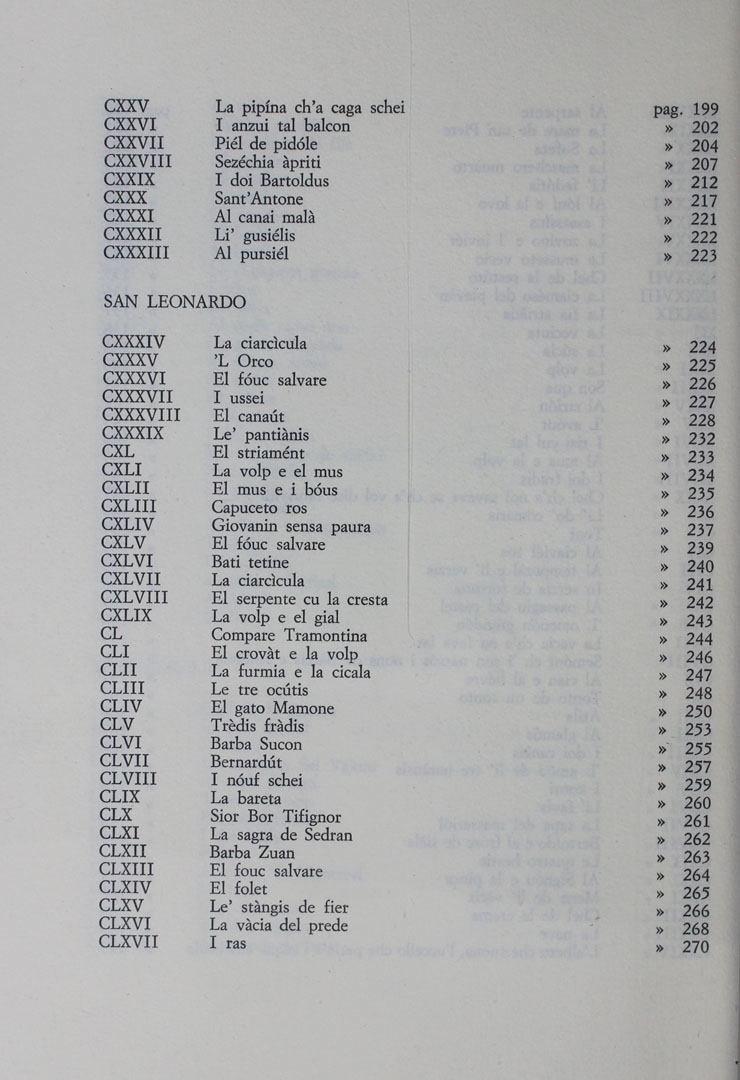 CXXV La pipína ch'a caga schei pag. 199
CXXVI I anzui tal balcon » 202
CXXVII Piél de pidóle » 204
CXXVIII Sezéchia àpriti » 207
CXXIX I doi Bartoldus » 212
CXXX Sant'Antone » 217
CXXXI Al canai malà » 221
CXXXII Li' gusiélis » 222
CXXXIII Al pursiél » 223
SAN LEONARDO
CXXXIV La ciarcìcula » 224
CXXXV 'L Orco » 225
CXXXVI El fóuc salvare » 226
CXXXVII I ussei » 227
CXXXVIII El canaút » 228
CXXXIX Le' pantiànis » 232
CXL El striamént » 233
CXLI La volp e el mus » 234
CXLII El mus e i bóus » 235
CXLIII Capuceto ros » 236
CXLIV Giovanin sensa paura » 237
CXLV El fóuc salvare » 239
CXLVI Bati tetine » 240
CXLVII La ciarcìcula » 241
CXLVIII El serpente cu la cresta » 242
CXLIX La volp e el gial » 243
CL Compare Tramontina » 244
CLI El crovàt e la volp » 246
CLII La furmia e la cicala » 247
CLIII Le tre ocútis » 248
CLIV El gato Mamone » 250
CLV Trèdis fràdis » 253
CLVI Barba Sucon » 255
CLVII Bernardút » 257
CLVIII I nóuf schei » 259
CLIX La bareta » 260
CLX Sior Bor Tifignor » 261
CLXI La sagra de Sedran » 262
CLXII Barba Zuan » 263
CLXIII El fouc salvare » 264
CLXIV El folet » 265
CLXV Le' stàngis de fier » 266
CLXVI La vàcia del prede » 268
CLXVII I ras » 270